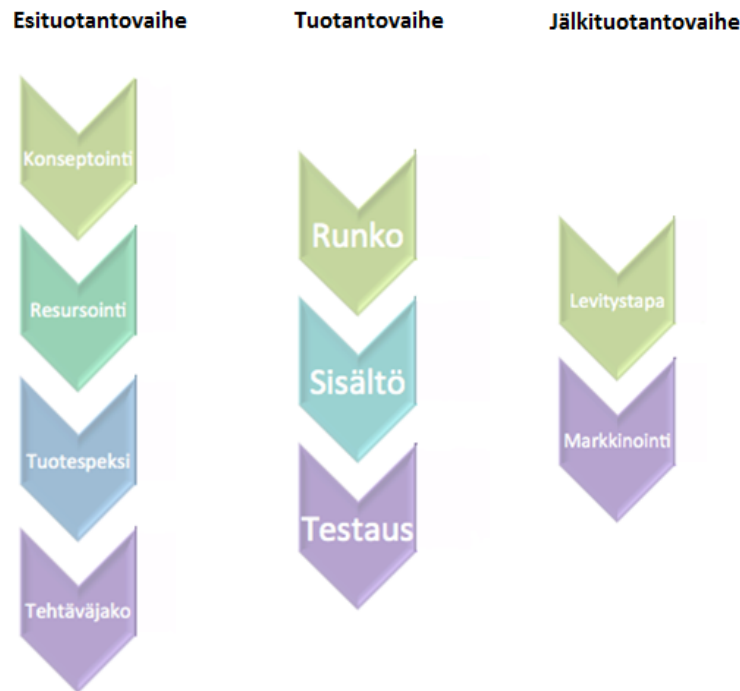 Esituotantovaihe
Konseptointi
Resursointi
Tuotespeksi
Tehtäväjako
Tuotantovaihe
Runko
Sisältö
Testaus
Jälkituotantovaihe
Levitystapa
Markkinointi